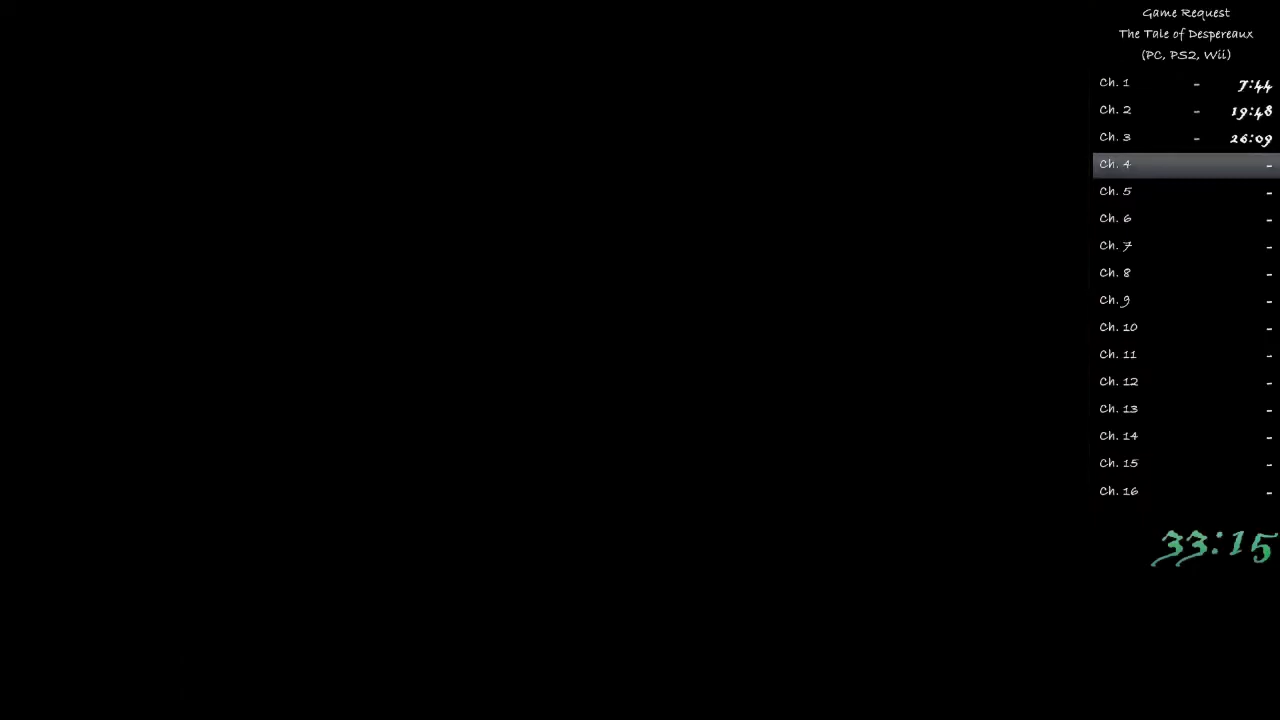 Game Request
The Tale of Despereaux
(PC, PS2, Wii)
Ch. 1 - 7:44
Ch. 2 - 19:48
Ch. 3 - 26:09
Ch. 4 -
Ch. 5 -
Ch. 6 -
Ch. 7 -
Ch. 8 -
Ch. 9 -
Ch. 10 -
Ch. 11 -
Ch. 12 -
Ch. 13 -
Ch. 14 -
Ch. 15 -
Ch. 16 -
33:15